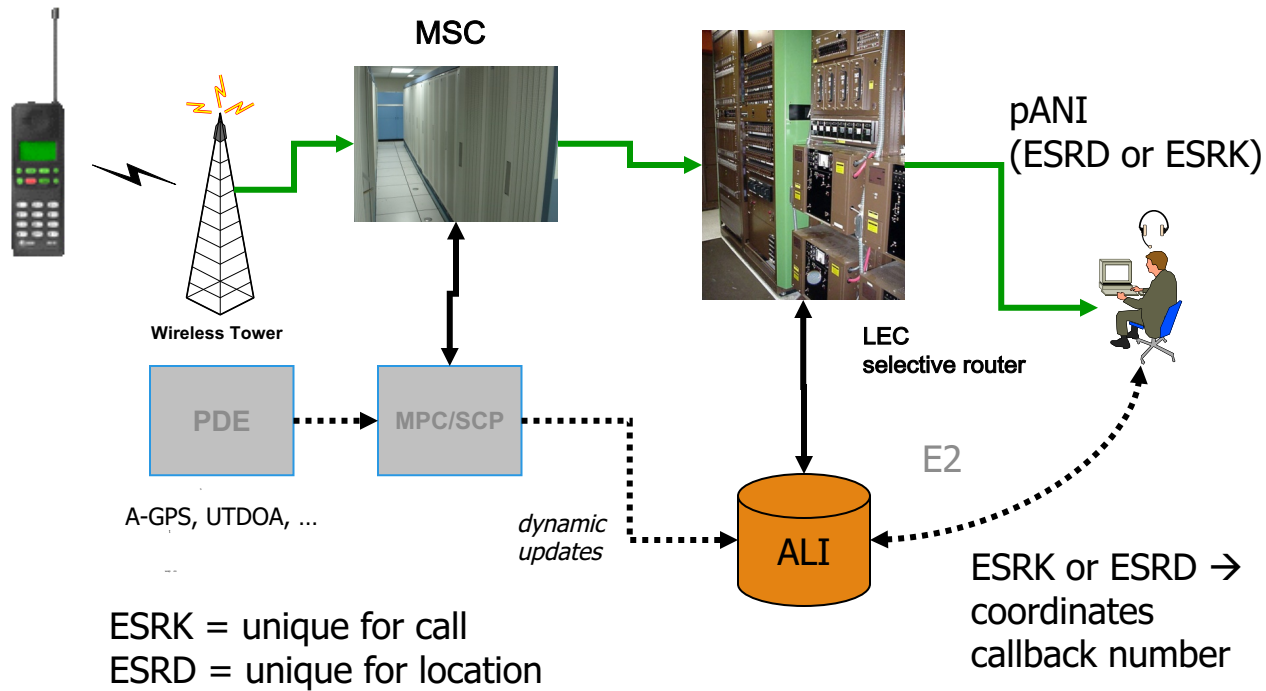 MSC
pANI
(ESRD or ESRK)
Wireless Tower
LEC
selective router
PDE
MPC/SCP
E2
A-GPS, UTDOA, ...
dynamic
updates
ALI
ESRK or ESRD →
coordinates
callback number
ESRK = unique for call
ESRD = unique for location